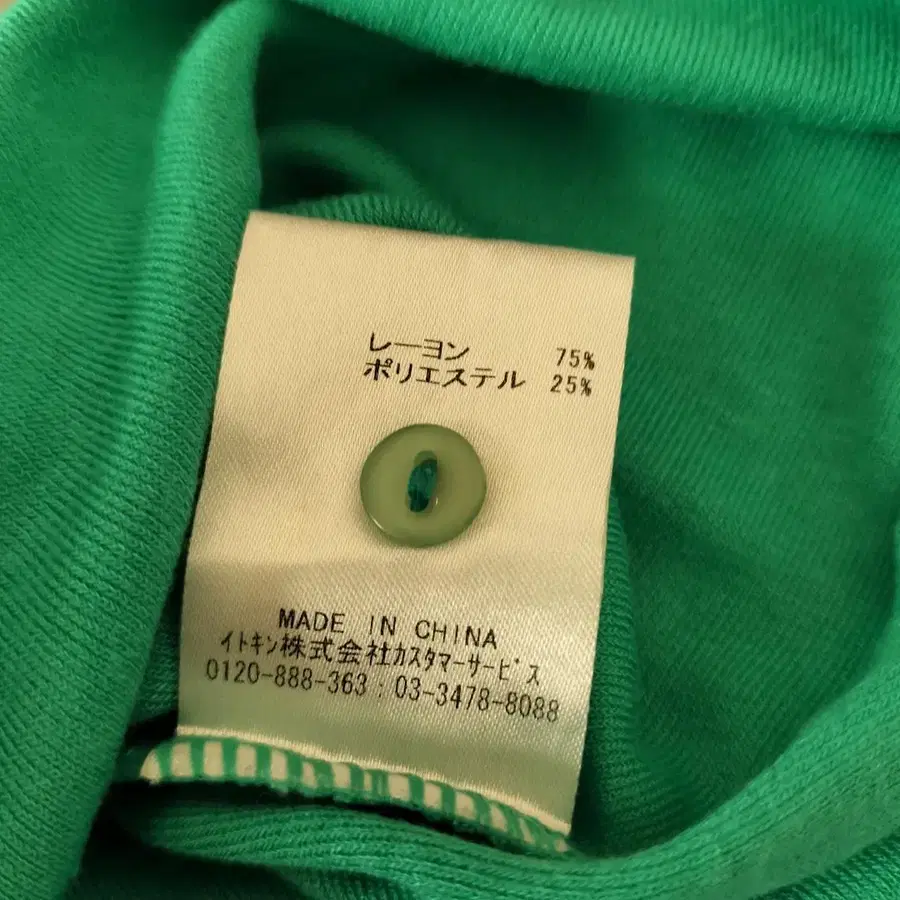 レーヨン 75%
ポリエステル 25%
MADE IN CHINA
ｲﾄｷﾝ株式会社ｶｽﾀﾏｰｻｰﾋﾞｽ
0120-888-363 : 03-3478-8088